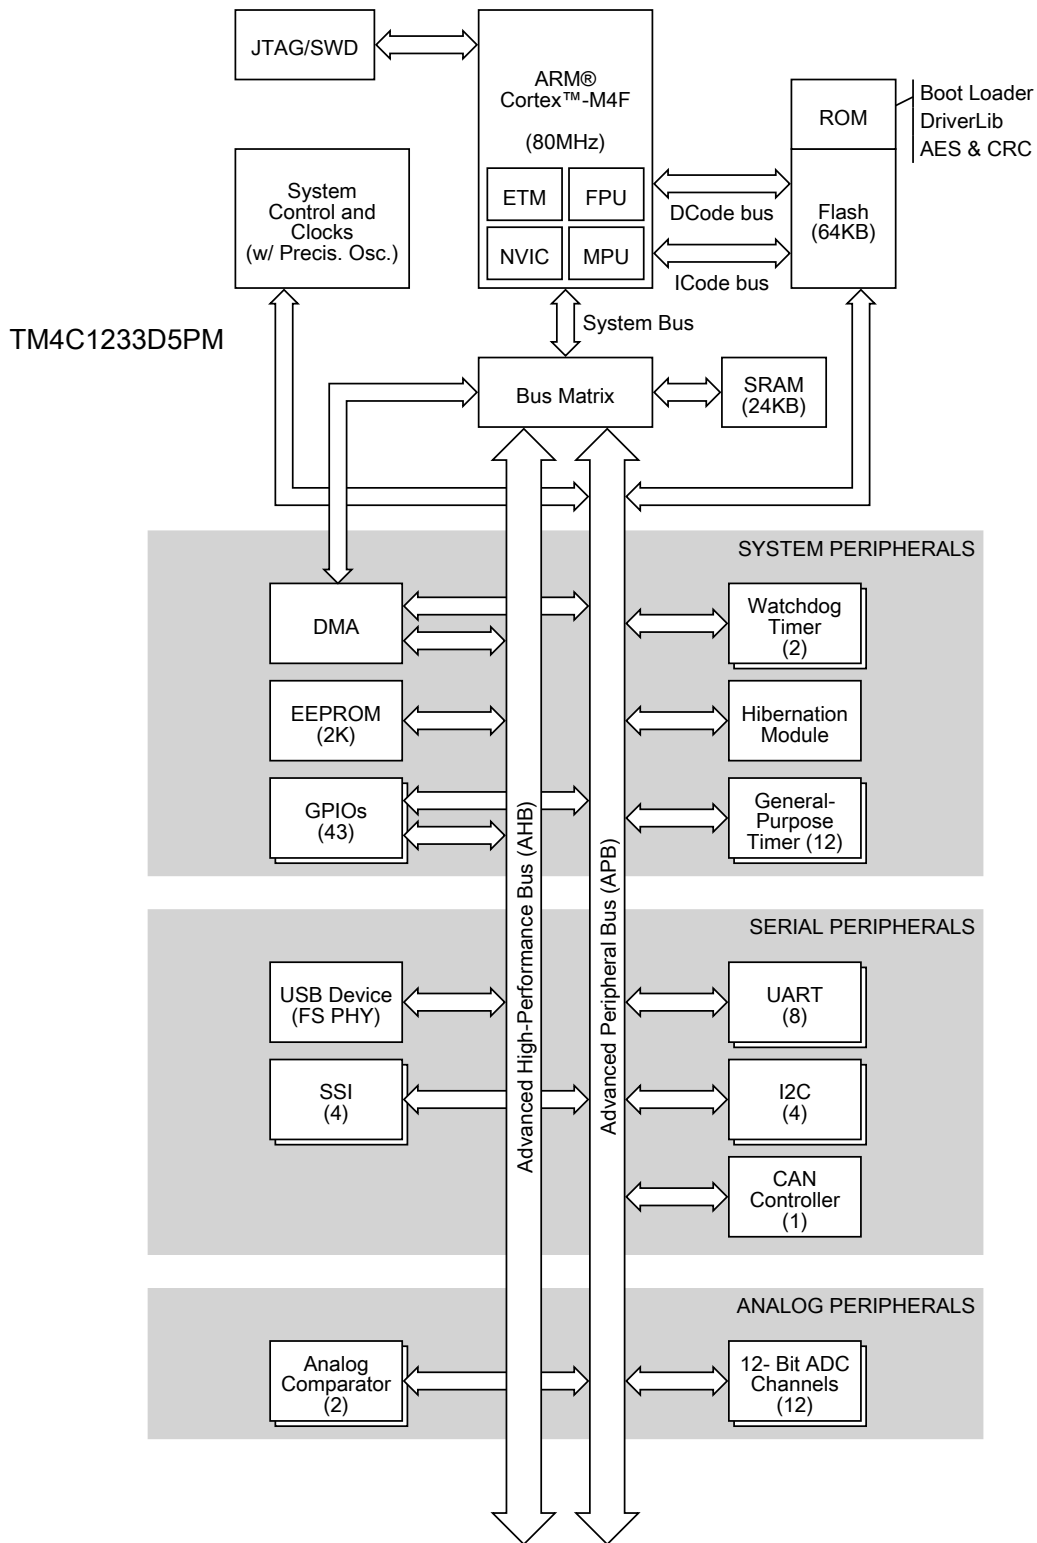 JTAG/SWD
ARM®
Cortex™-M4F
(80MHz)
ETM
FPU
NVIC
MPU
ROM
Boot Loader
DriverLib
AES & CRC
Flash
(64KB)
DCode bus
ICode bus
System
Control and
Clocks
(w/ Precis. Osc.)
TM4C1233D5PM
System Bus
Bus Matrix
SRAM
(24KB)
SYSTEM PERIPHERALS
DMA
Watchdog
Timer
(2)
EEPROM
(2K)
Hibernation
Module
GPIOs
(43)
General-
Purpose
Timer (12)
Advanced High-Performance Bus (AHB)
Advanced Peripheral Bus (APB)
SERIAL PERIPHERALS
USB Device
(FS PHY)
UART
(8)
SSI
(4)
I2C
(4)
CAN
Controller
(1)
ANALOG PERIPHERALS
Analog
Comparator
(2)
12- Bit ADC
Channels
(12)